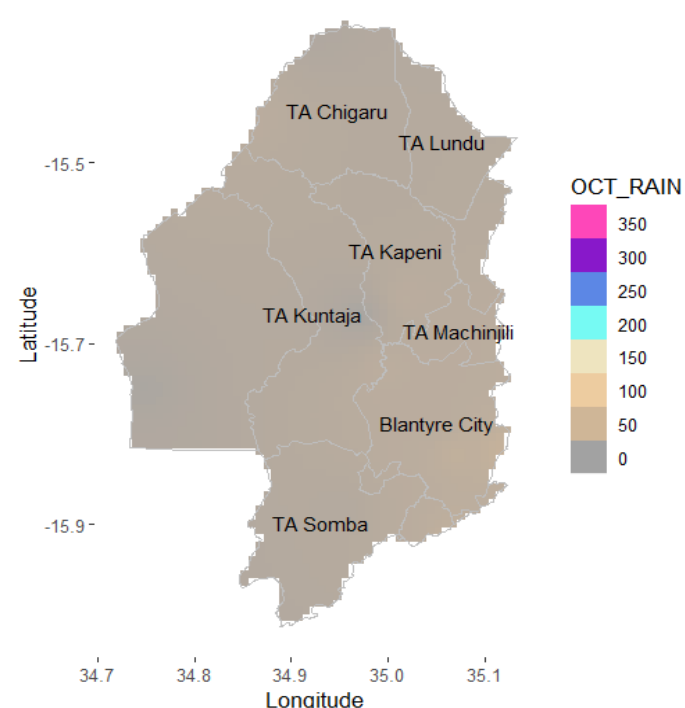 TA Chigaru
TA Lundu
TA Kapeni
TA Kuntaja
TA Machinjili
Blantyre City
TA Somba
-15.5
-15.7
-15.9
Latitude
34.7 34.8 34.9 35.0 35.1
Longitude
OCT_RAIN
350
300
250
200
150
100
50
0